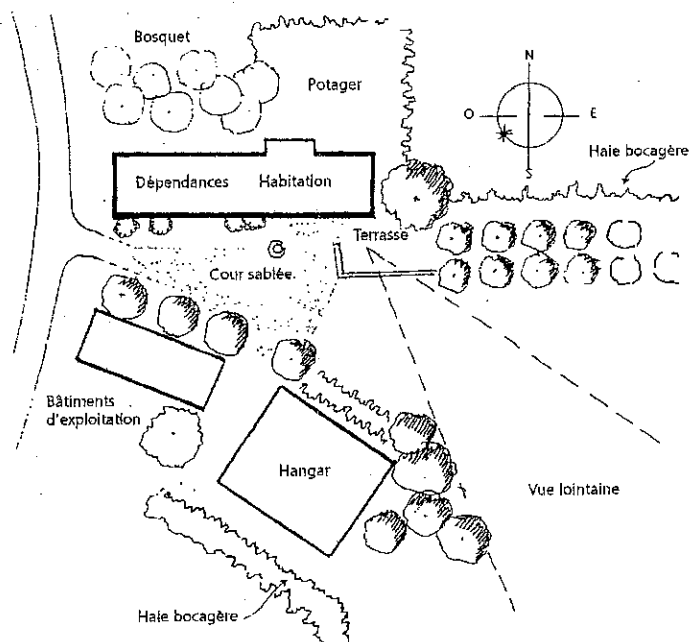 Bosquet
Potager
N
O
E
S
Haie bocagère
Dépendances
Habitation
Terrasse
Cour sablée
Bâtiments
d'exploitation
Hangar
Vue lointaine
Haie bocagère